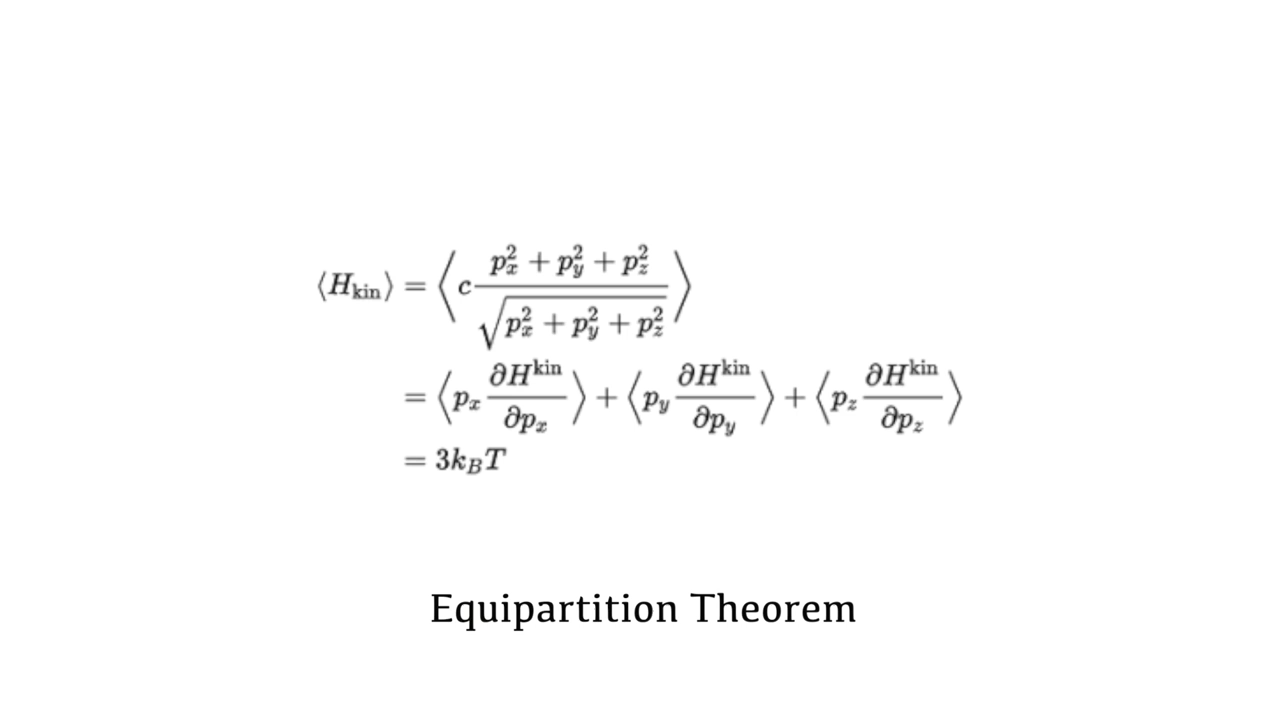 ⟨H_kin⟩ = ⟨c (p_x^2 + p_y^2 + p_z^2) / √(p_x^2 + p_y^2 + p_z^2)⟩
= ⟨p_x ∂H^kin/∂p_x⟩ + ⟨p_y ∂H^kin/∂p_y⟩ + ⟨p_z ∂H^kin/∂p_z⟩
= 3k_BT
Equipartition Theorem